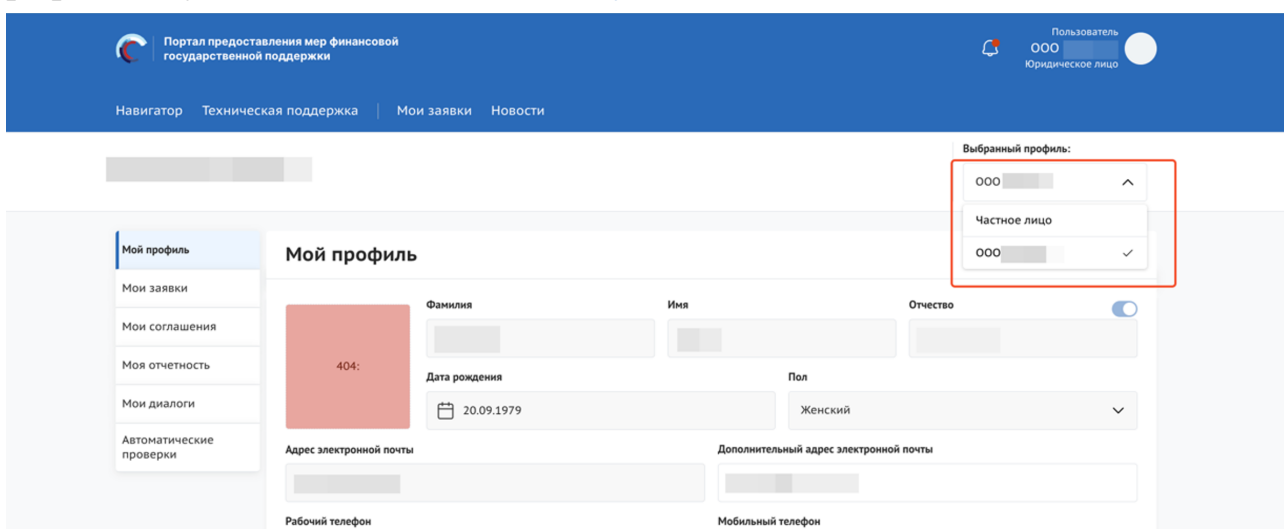 Портал предоставления мер финансовой
государственной поддержки
Пользователь
ООО
Юридическое лицо
Навигатор Техническая поддержка Мои заявки Новости
Выбранный профиль:
ООО
Частное лицо
ООО
Мой профиль
Мои заявки
Мои соглашения
Моя отчетность
Мои диалоги
Автоматические
проверки
Мой профиль
404:
Фамилия Имя Отчество
Дата рождения Пол
20.09.1979 Женский
Адрес электронной почты Дополнительный адрес электронной почты
Рабочий телефон Мобильный телефон